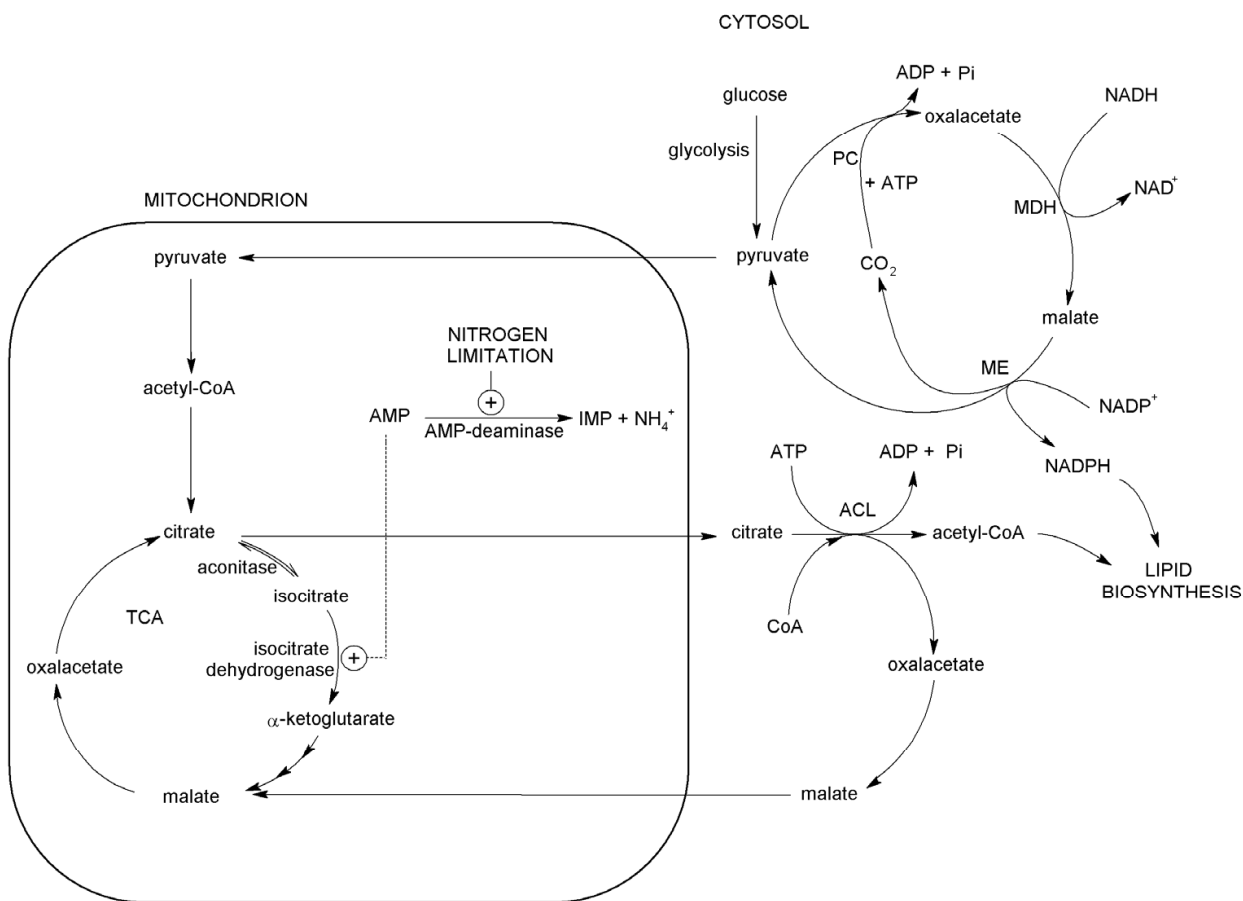 CYTOSOL
ADP + Pi
glucose
NADH
oxalacetate
glycolysis
PC
+ ATP
NAD⁺
MITOCHONDRION
MDH
pyruvate
pyruvate
CO₂
malate
NITROGEN
LIMITATION
ME
acetyl-CoA
+
AMP
IMP + NH₄⁺
NADP⁺
AMP-deaminase
ATP
ADP + Pi
NADPH
ACL
citrate
citrate
acetyl-CoA
aconitase
LIPID
BIOSYNTHESIS
isocitrate
TCA
CoA
isocitrate
dehydrogenase
+
oxalacetate
oxalacetate
α-ketoglutarate
malate
malate